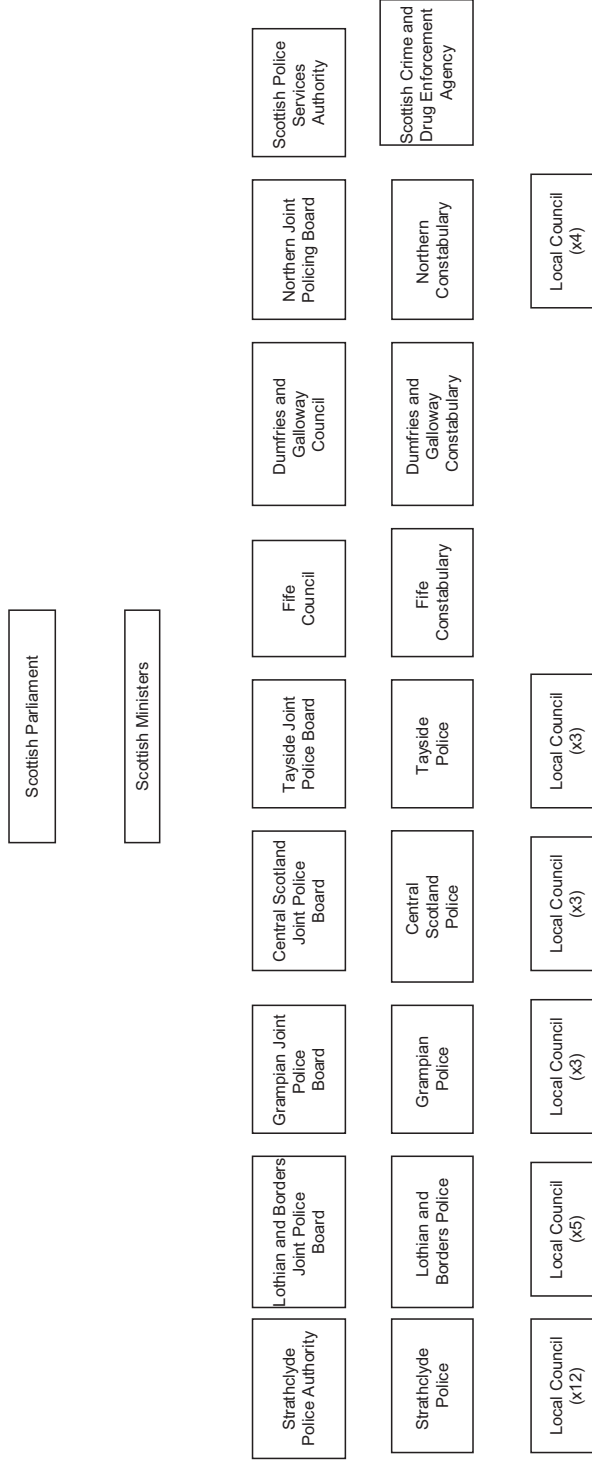 Scottish Parliament
Scottish Ministers
Strathclyde
Police Authority
Lothian and Borders
Joint Police
Board
Grampian Joint
Police
Board
Central Scotland
Joint Police
Board
Tayside Joint
Police Board
Fife
Council
Dumfries and
Galloway
Council
Northern Joint
Policing Board
Scottish Police
Services
Authority
Strathclyde
Police
Lothian and
Borders Police
Grampian
Police
Central
Scotland
Police
Tayside
Police
Fife
Constabulary
Dumfries and
Galloway
Constabulary
Northern
Constabulary
Scottish Crime and
Drug Enforcement
Agency
Local Council
(x12)
Local Council
(x5)
Local Council
(x3)
Local Council
(x3)
Local Council
(x3)
Local Council
(x4)